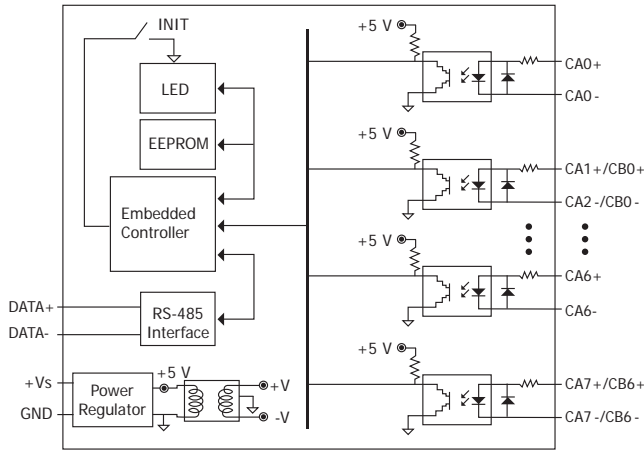 INIT
LED
EEPROM
Embedded
Controller
DATA+
DATA-
RS-485
Interface
+Vs
GND
Power
Regulator
+5 V
+V
-V
+5 V
CA0+
CA0-
+5 V
CA1+/CB0+
CA2-/CB0-
+5 V
CA6+
CA6-
+5 V
CA7+/CB6+
CA7-/CB6-